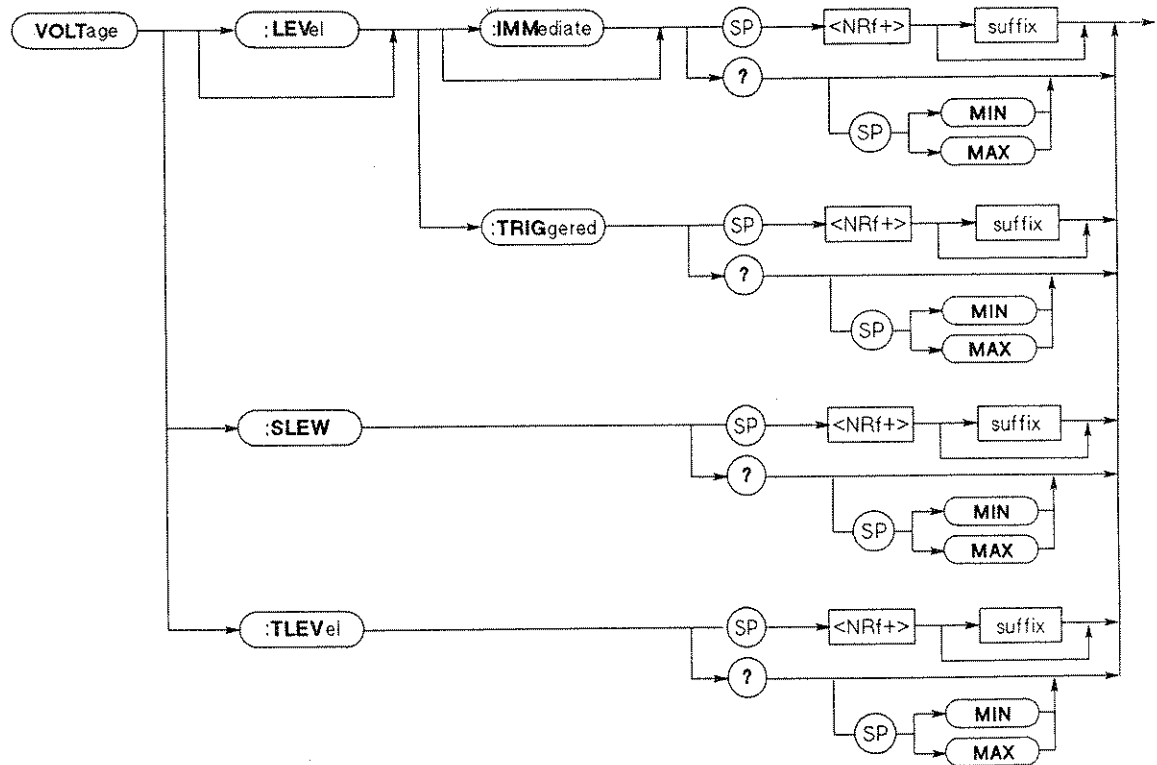 VOLTage :LEVel :IMMediate SP <NRf+> suffix
?
SP MIN
MAX
:TRIGgered SP <NRf+> suffix
?
SP MIN
MAX
:SLEW SP <NRf+> suffix
?
SP MIN
MAX
:TLEVel SP <NRf+> suffix
?
SP MIN
MAX